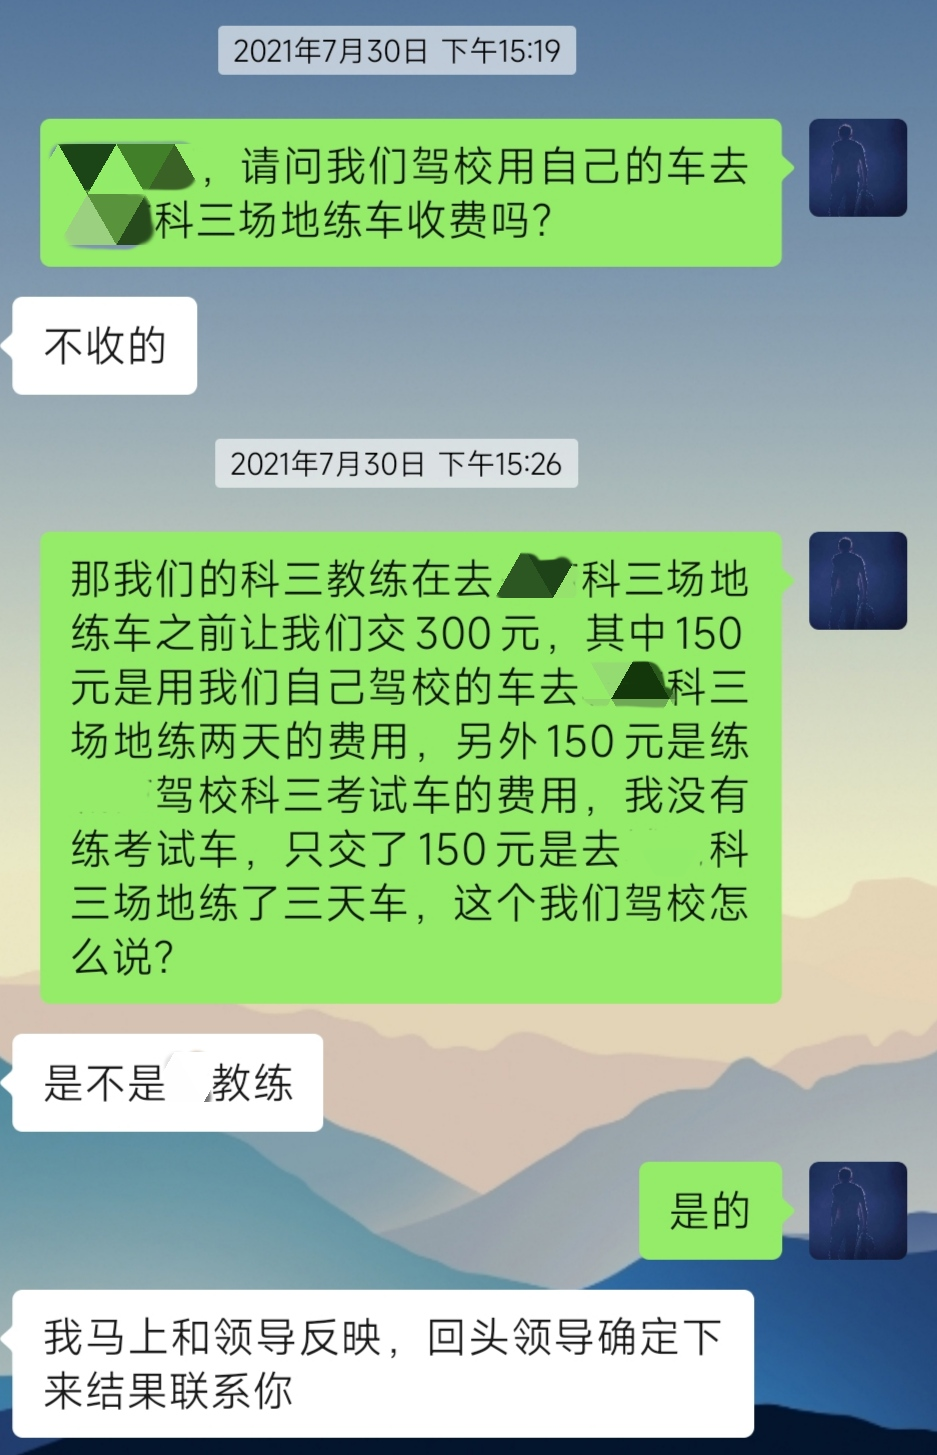 2021年7月30日 下午15:19
，请问我们驾校用自己的车去
科三场地练车收费吗?
不收的
2021年7月30日 下午15:26
那我们的科三教练在去科三场地
练车之前让我们交300元，其中150
元是用我们自己驾校的车去科三
场地练两天的费用，另外150元是练
驾校科三考试车的费用，我没有
练考试车，只交了150元是去科
三场地练了三天车，这个我们驾校怎
么说?
是不是教练
是的
我马上和领导反映，回头领导确定下
来结果联系你